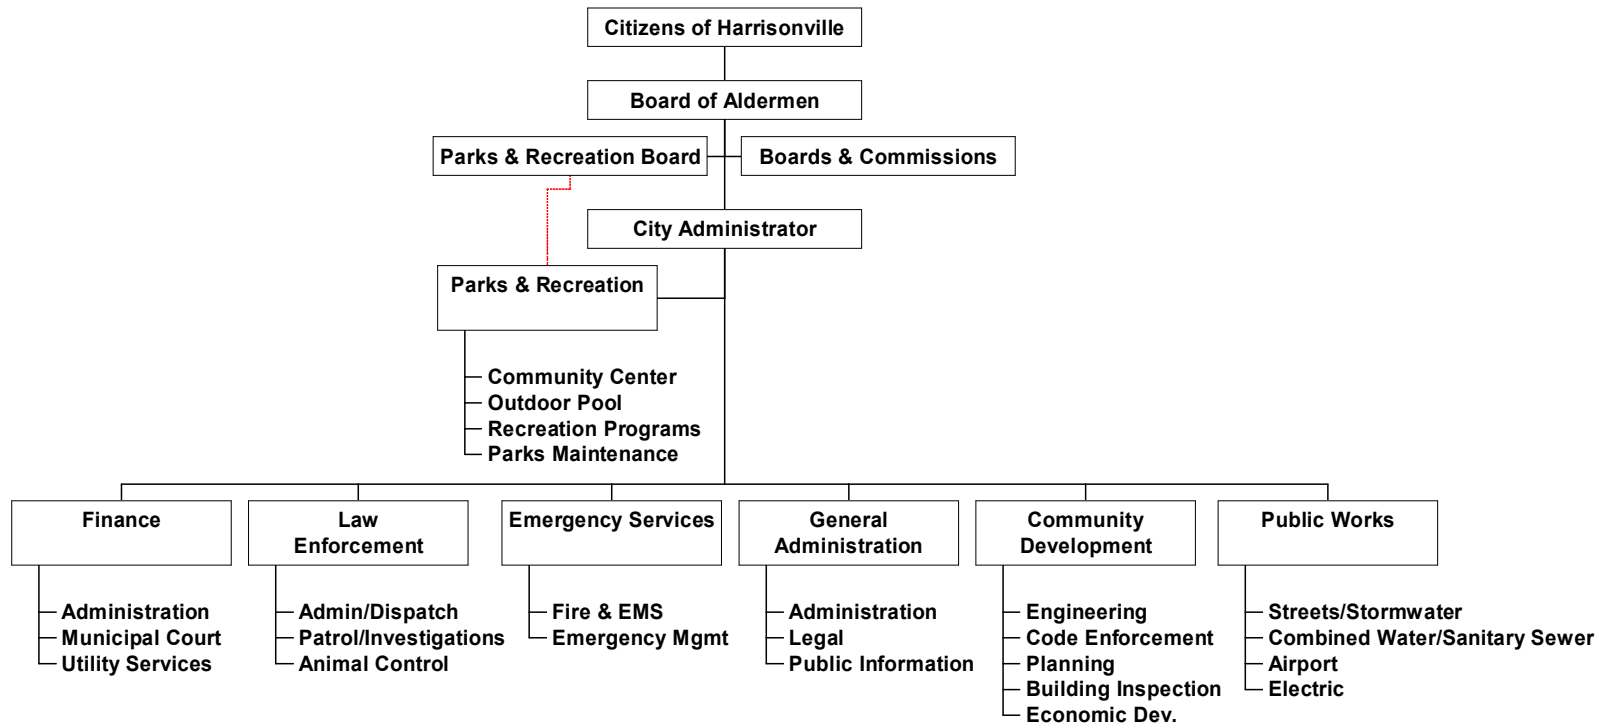 Citizens of Harrisonville
Board of Aldermen
Parks & Recreation Board
Boards & Commissions
City Administrator
Parks & Recreation
Community Center
Outdoor Pool
Recreation Programs
Parks Maintenance
Finance
Administration
Municipal Court
Utility Services
Law
Enforcement
Admin/Dispatch
Patrol/Investigations
Animal Control
Emergency Services
Fire & EMS
Emergency Mgmt
General
Administration
Administration
Legal
Public Information
Community
Development
Engineering
Code Enforcement
Planning
Building Inspection
Economic Dev.
Public Works
Streets/Stormwater
Combined Water/Sanitary Sewer
Airport
Electric